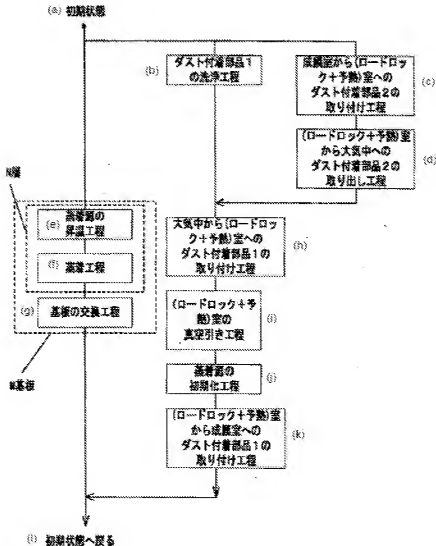 (a) 初期状態
(b)
ダスト付着部品1
の洗浄工程
成膜室から(ロードロッ
ク+予熱)室への
ダスト付着部品2の
取り付け工程
(c)
(ロードロック+予熱)室
から大気中への
ダスト付着部品2の
取り出し工程
(d)
N層
(e)
蒸着源の
昇温工程
(f)
蒸着工程
(g)
基板の交換工程
M基板
大気中から(ロードロッ
ク+予熱)室への
ダスト付着部品1の
取り付け工程
(h)
(ロードロック+予
熱)室の
真空引き工程
(i)
蒸着源の
初期化工程
(j)
(ロードロック+予熱)室
から成膜室への
ダスト付着部品1の
取り付け工程
(k)
(l) 初期状態へ戻る